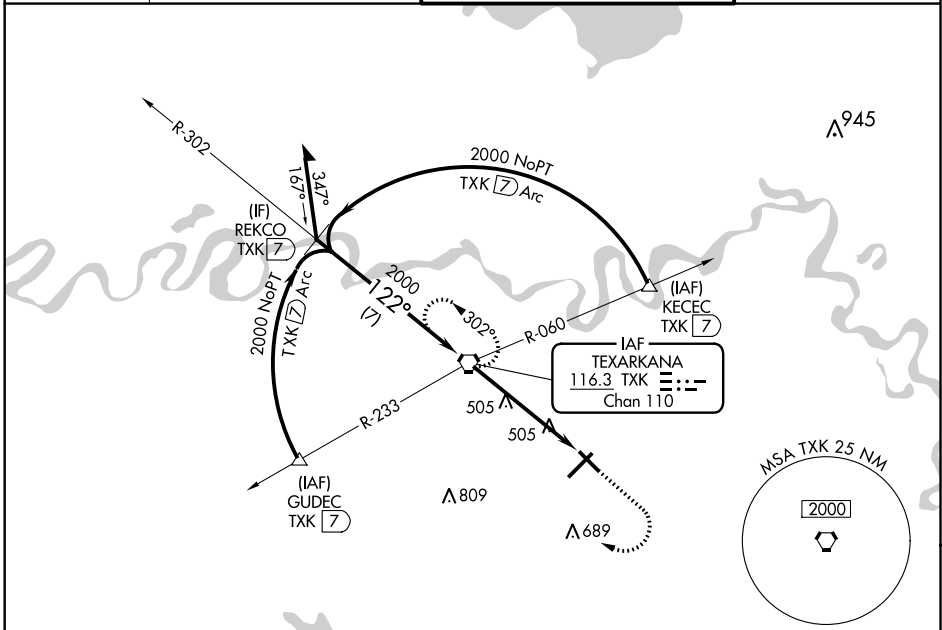 945
R-302
2000 NoPT
TXK 7 Arc
347°
167°
(IF)
REKCO
TXK 7
2000 NoPT
TXK 7 Arc
2000
122°
(7)
302°
R-060
(IAF)
KECEC
TXK 7
IAF
TEXARKANA
116.3 TXK
Chan 110
R-233
505
505
(IAF)
GUDEC
TXK 7
809
689
MSA TXK 25 NM
2000